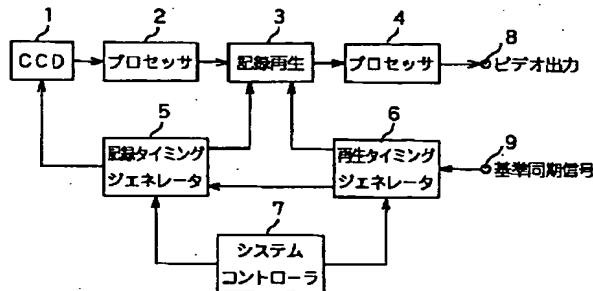 1
2
3
4
8
CCD
プロセッサ
記録再生
プロセッサ
ビデオ出力
5
6
9
記録タイミング
ジェネレータ
再生タイミング
ジェネレータ
基準同期信号
7
システム
コントローラ